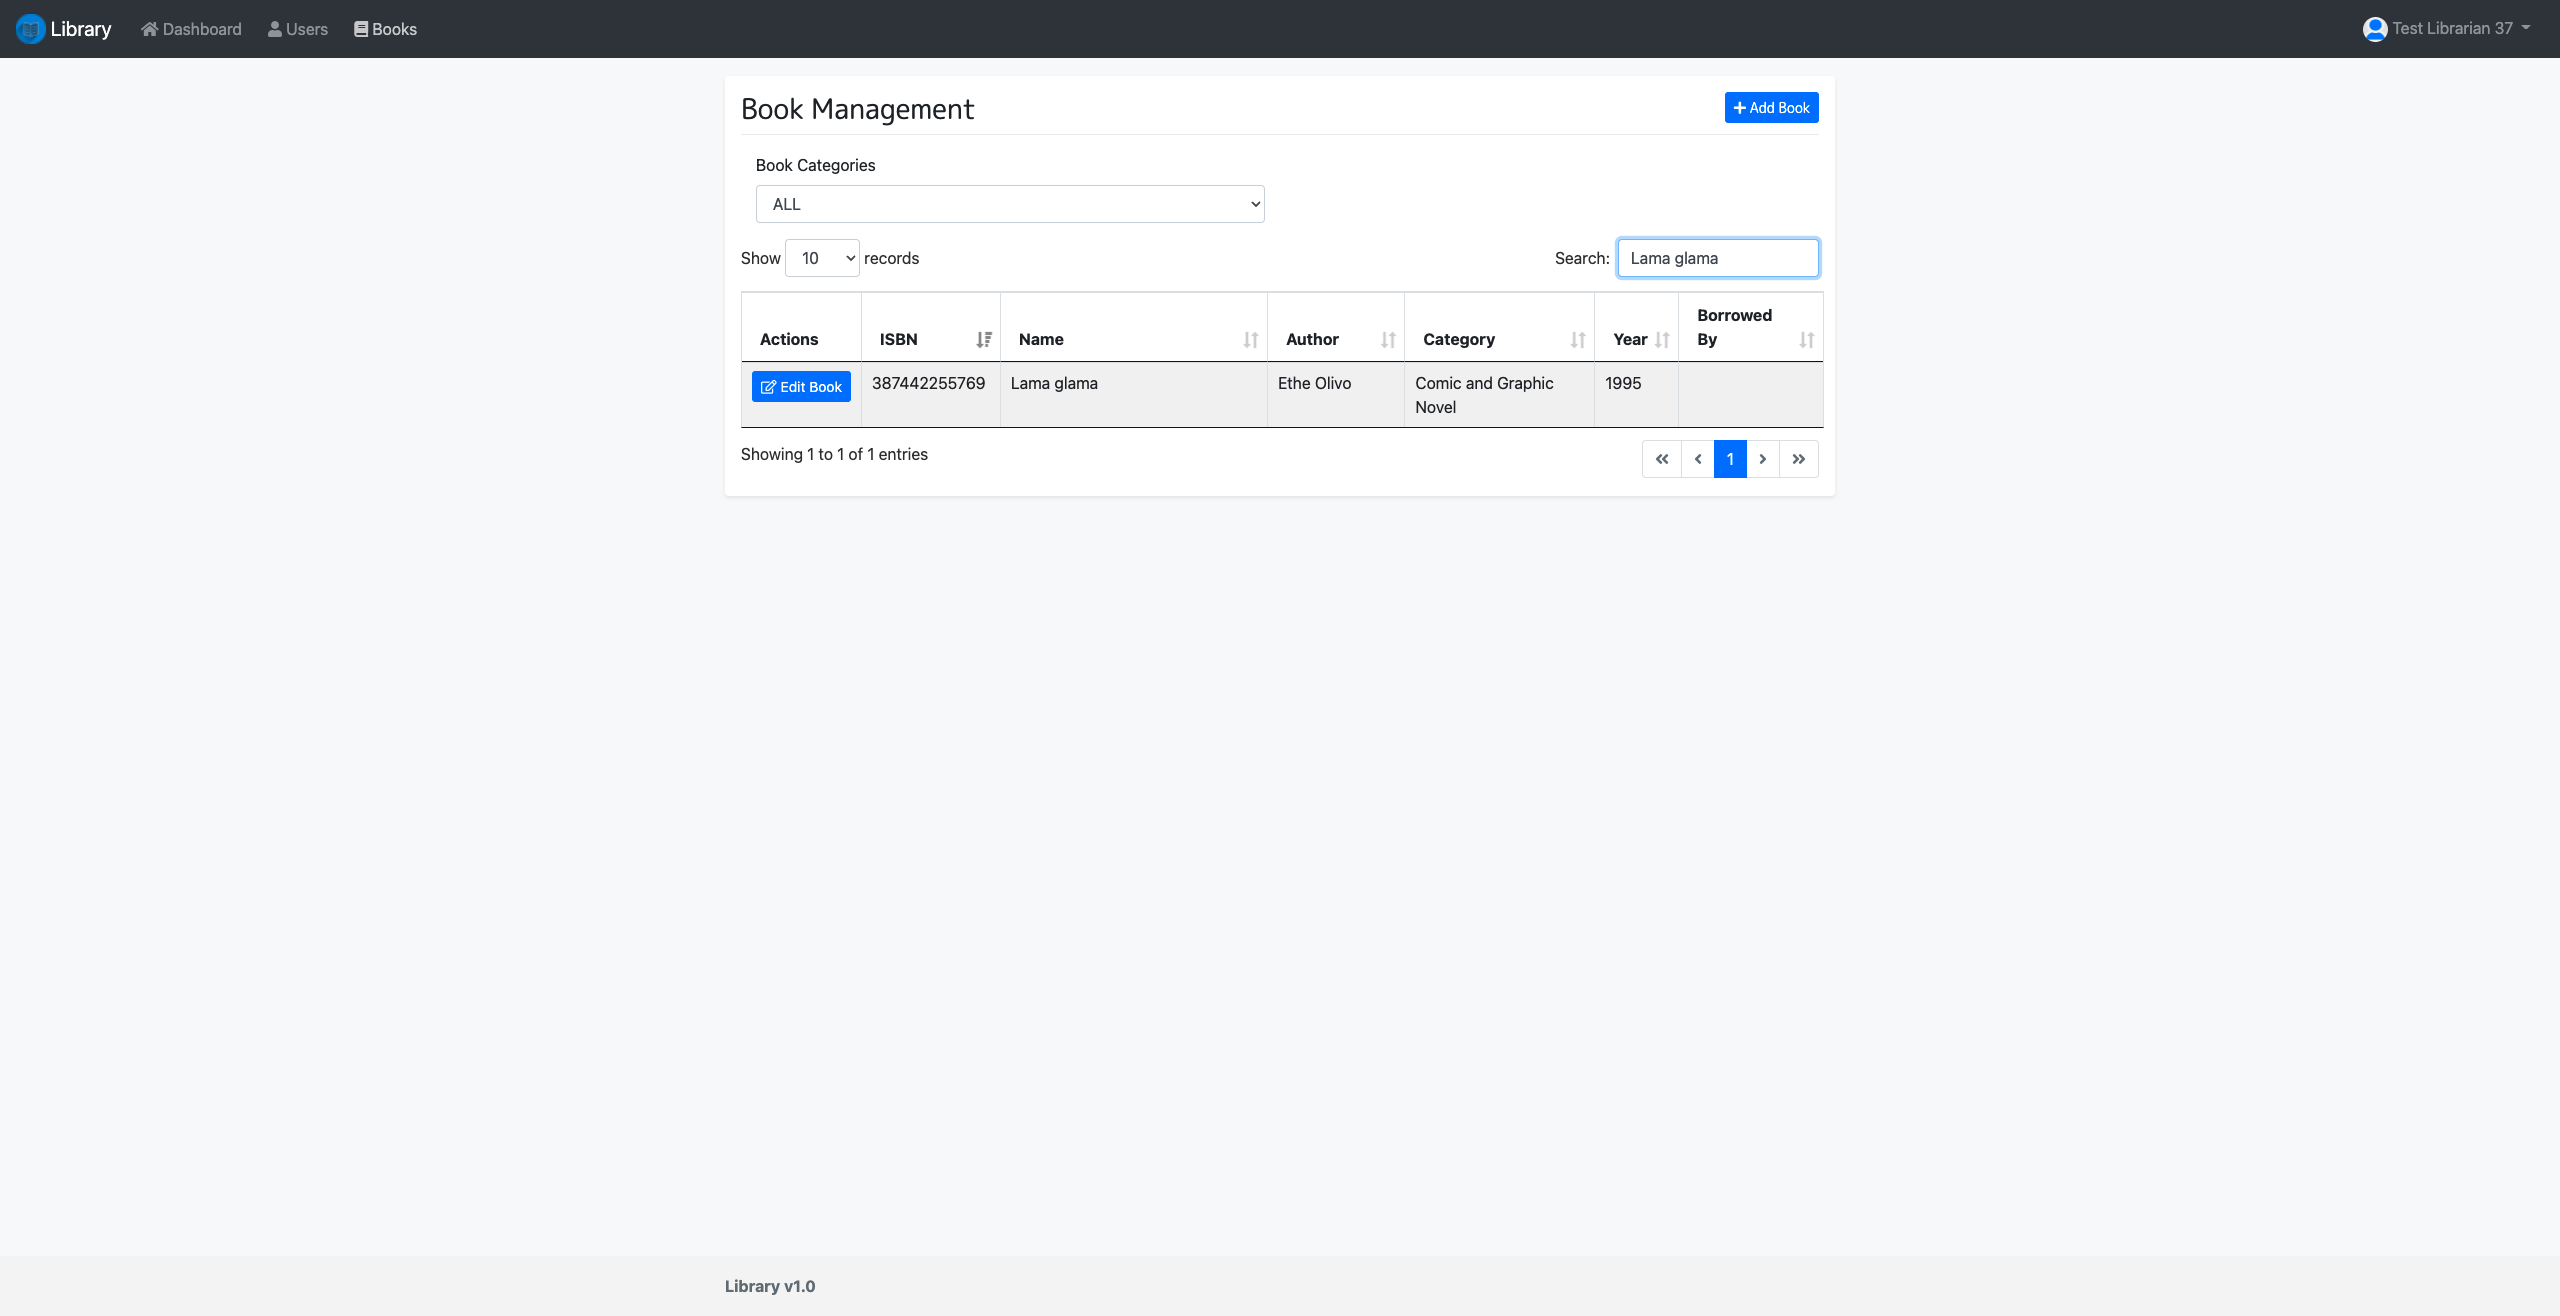 Library Dashboard Users Books Test Librarian 37
Book Management
Add Book
Book Categories
ALL
Show 10 records
Search: Lama glama
Actions ISBN Name Author Category Year Borrowed By
Edit Book 387442255769 Lama glama Ethe Olivo Comic and Graphic Novel 1995
Showing 1 to 1 of 1 entries
« ‹ 1 › »
Library v1.0